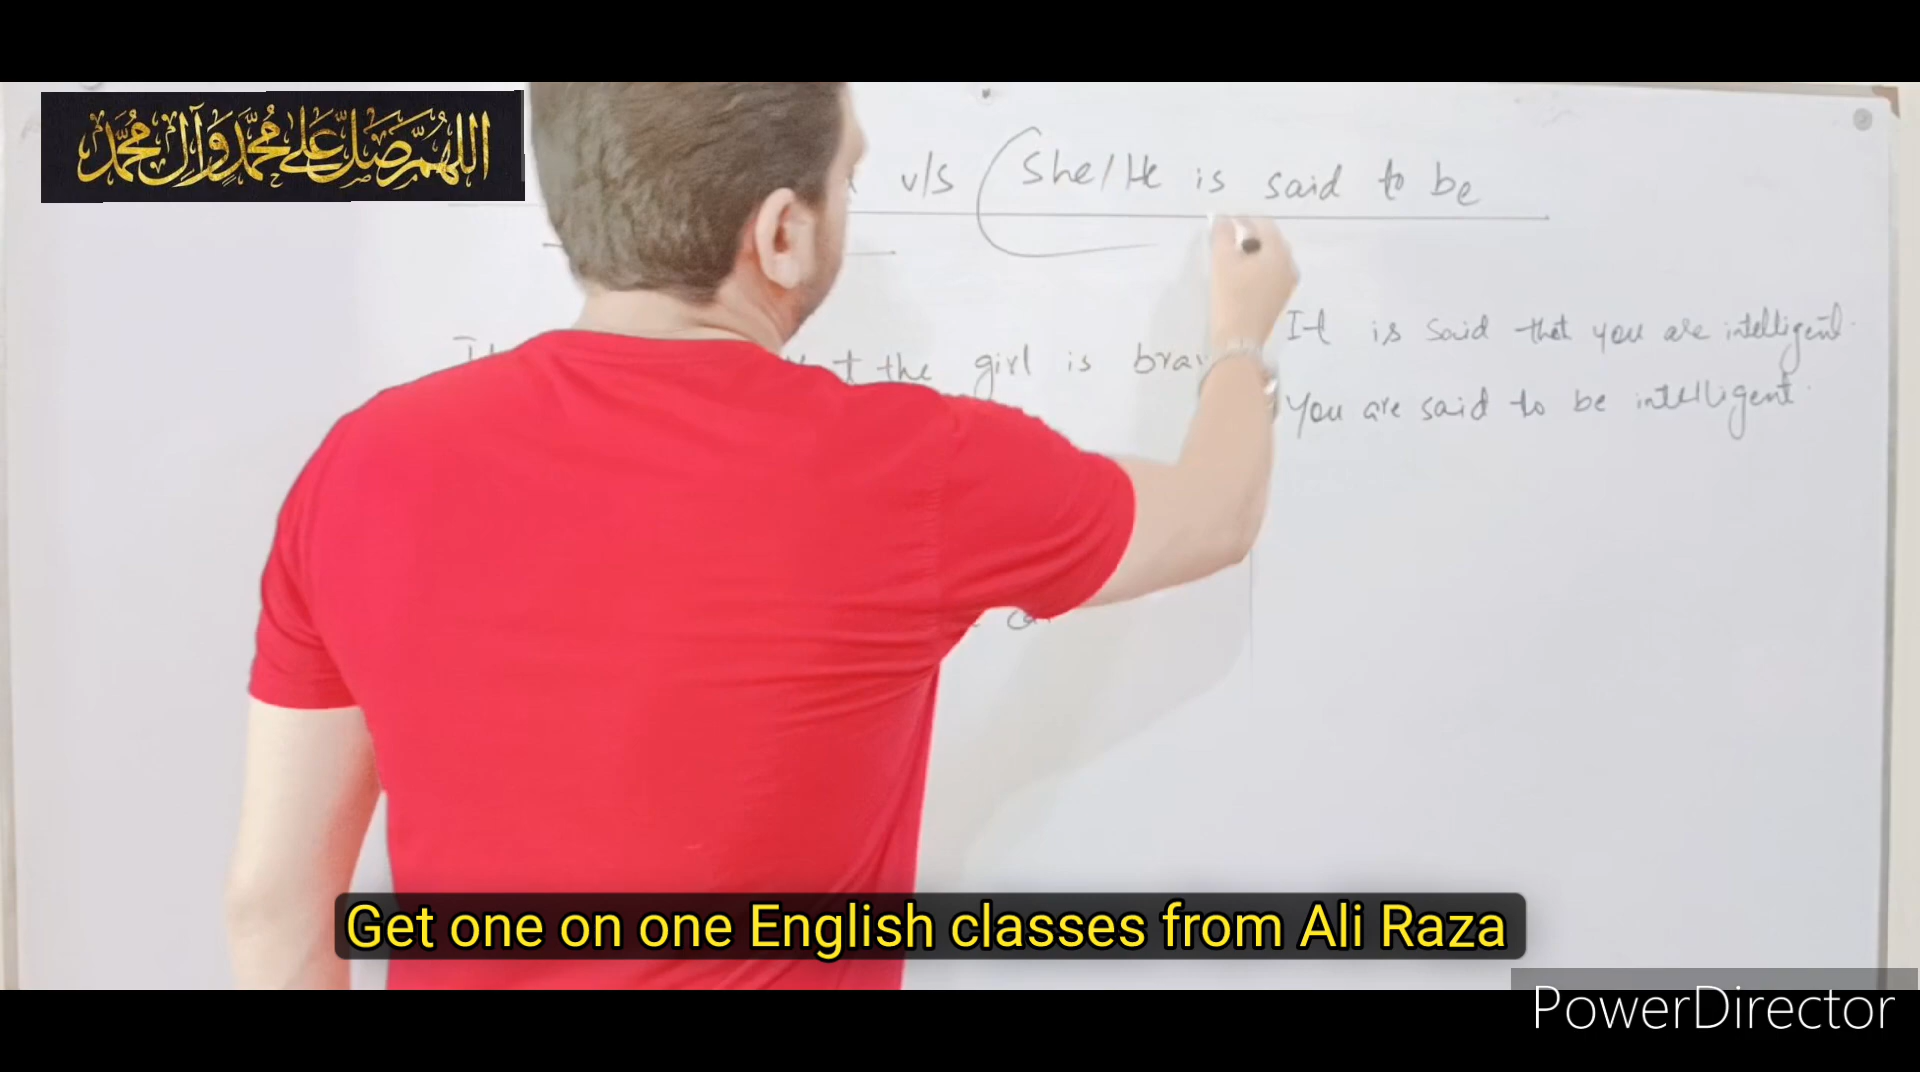 اللهم صل على محمد وآل محمد
v/s She/He is said to be
the girl is
It is said that you are intelligent.
You are said to be intelligent.
Get one on one English classes from Ali Raza
PowerDirector